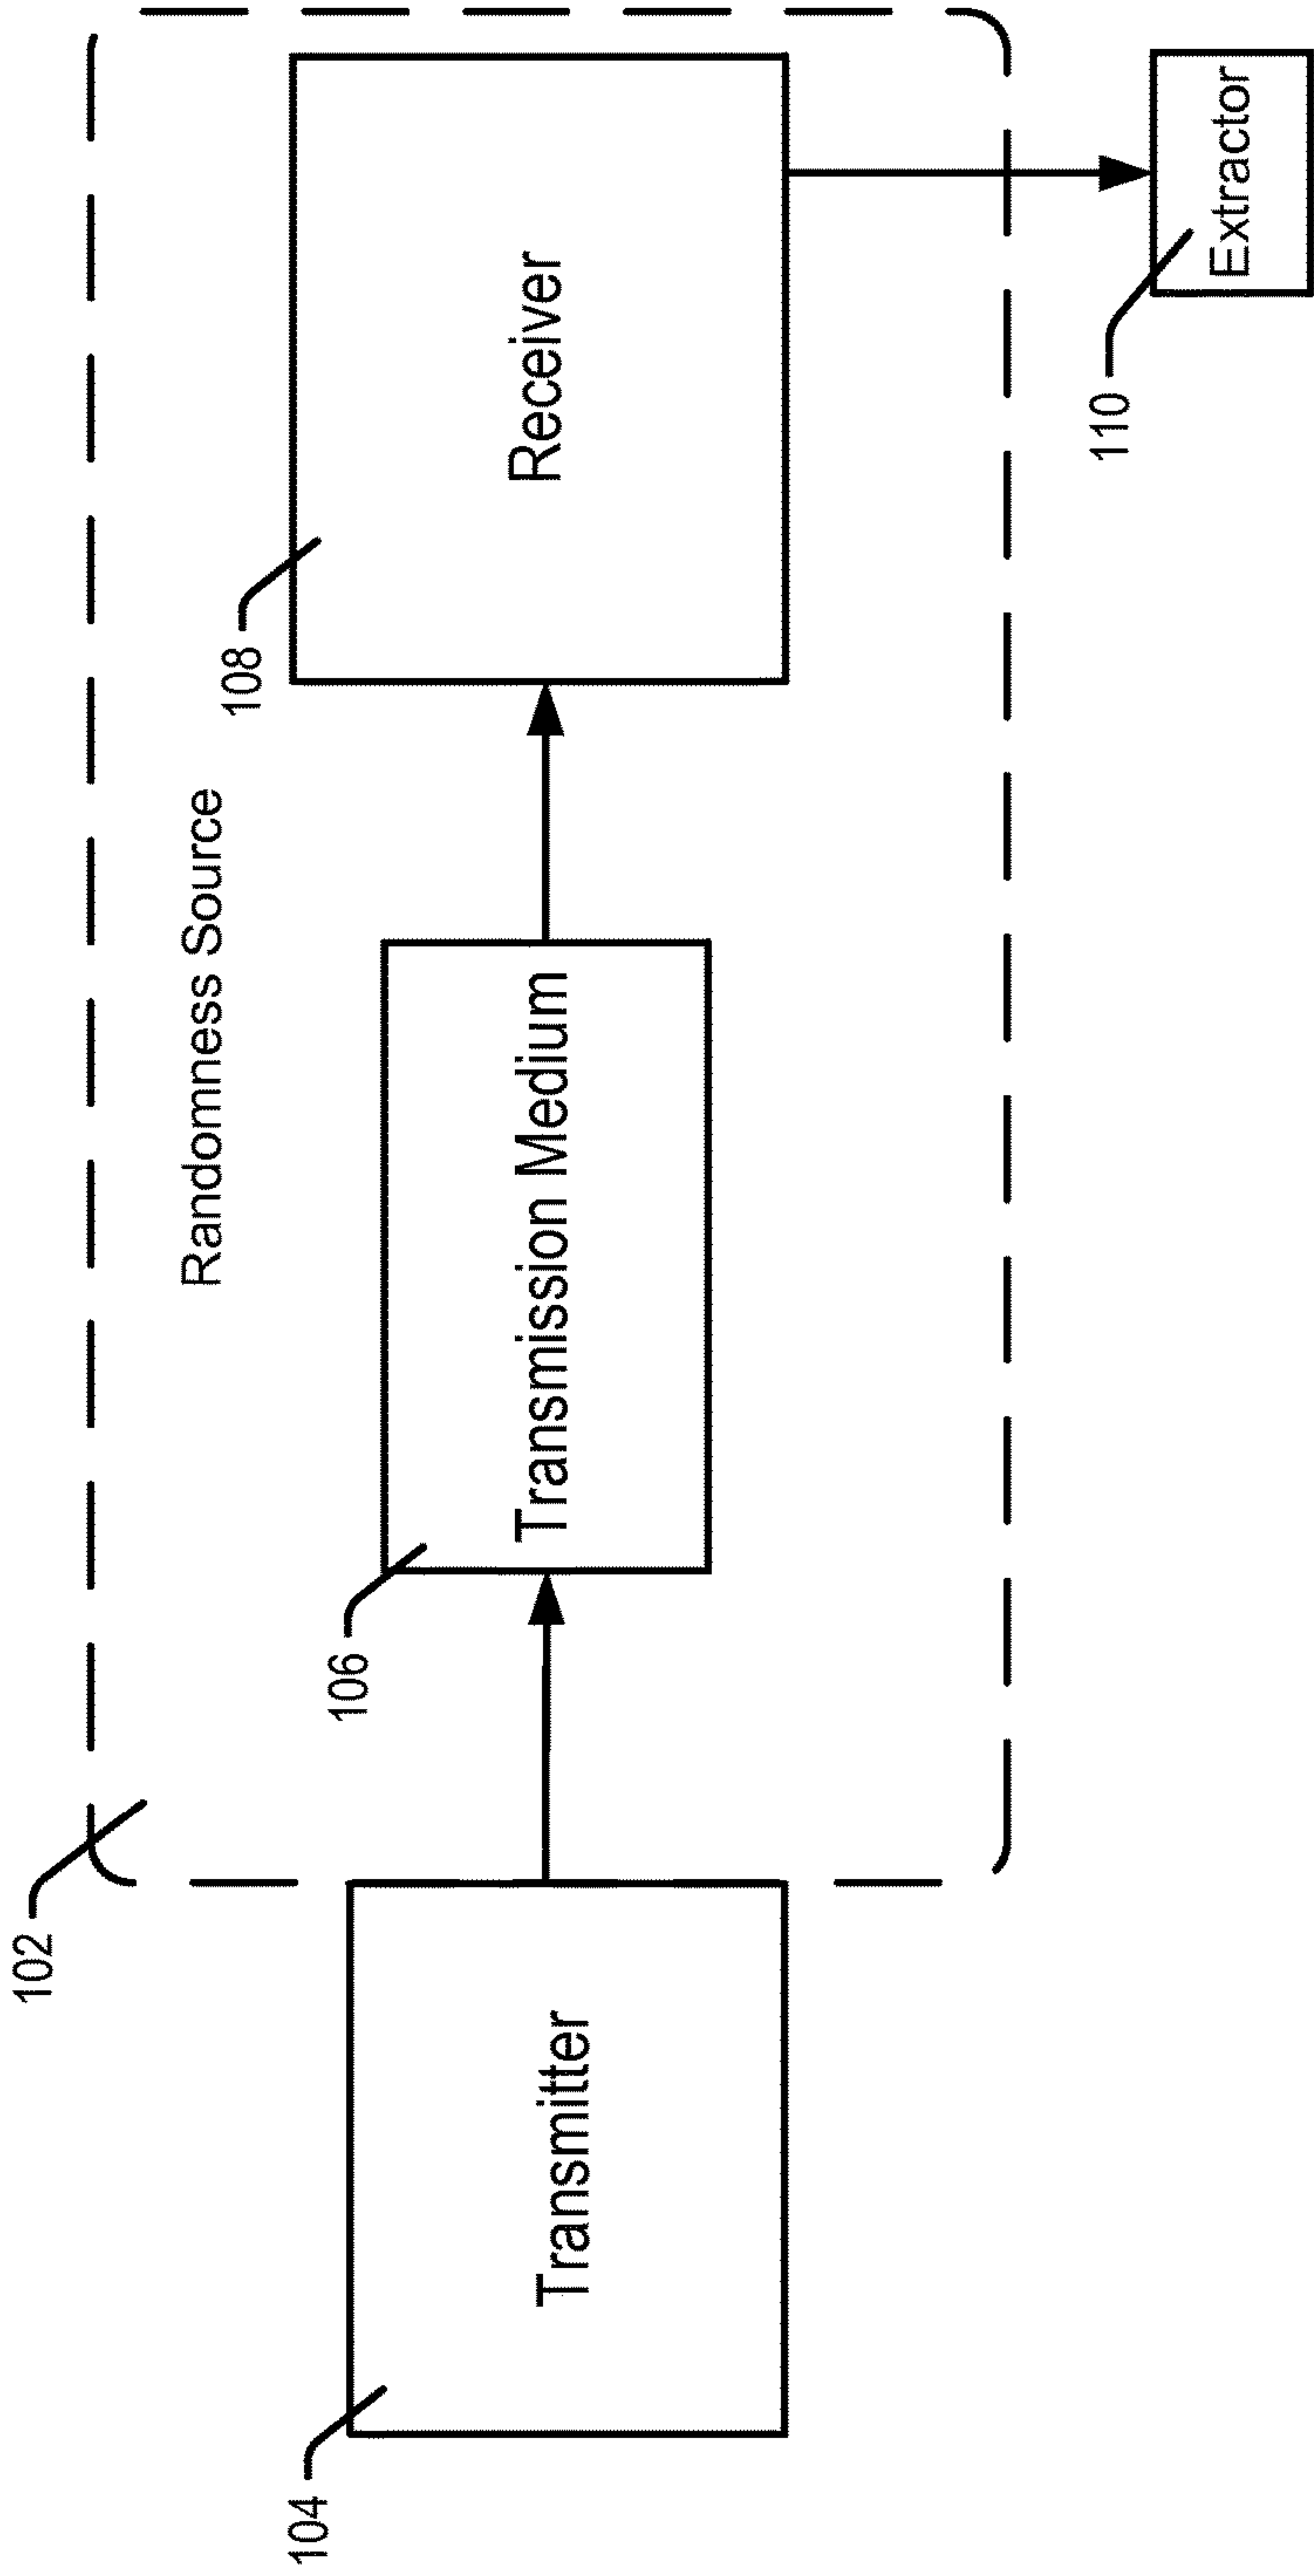 102
Randomness Source
104
Transmitter
106
Transmission Medium
108
Receiver
110
Extractor